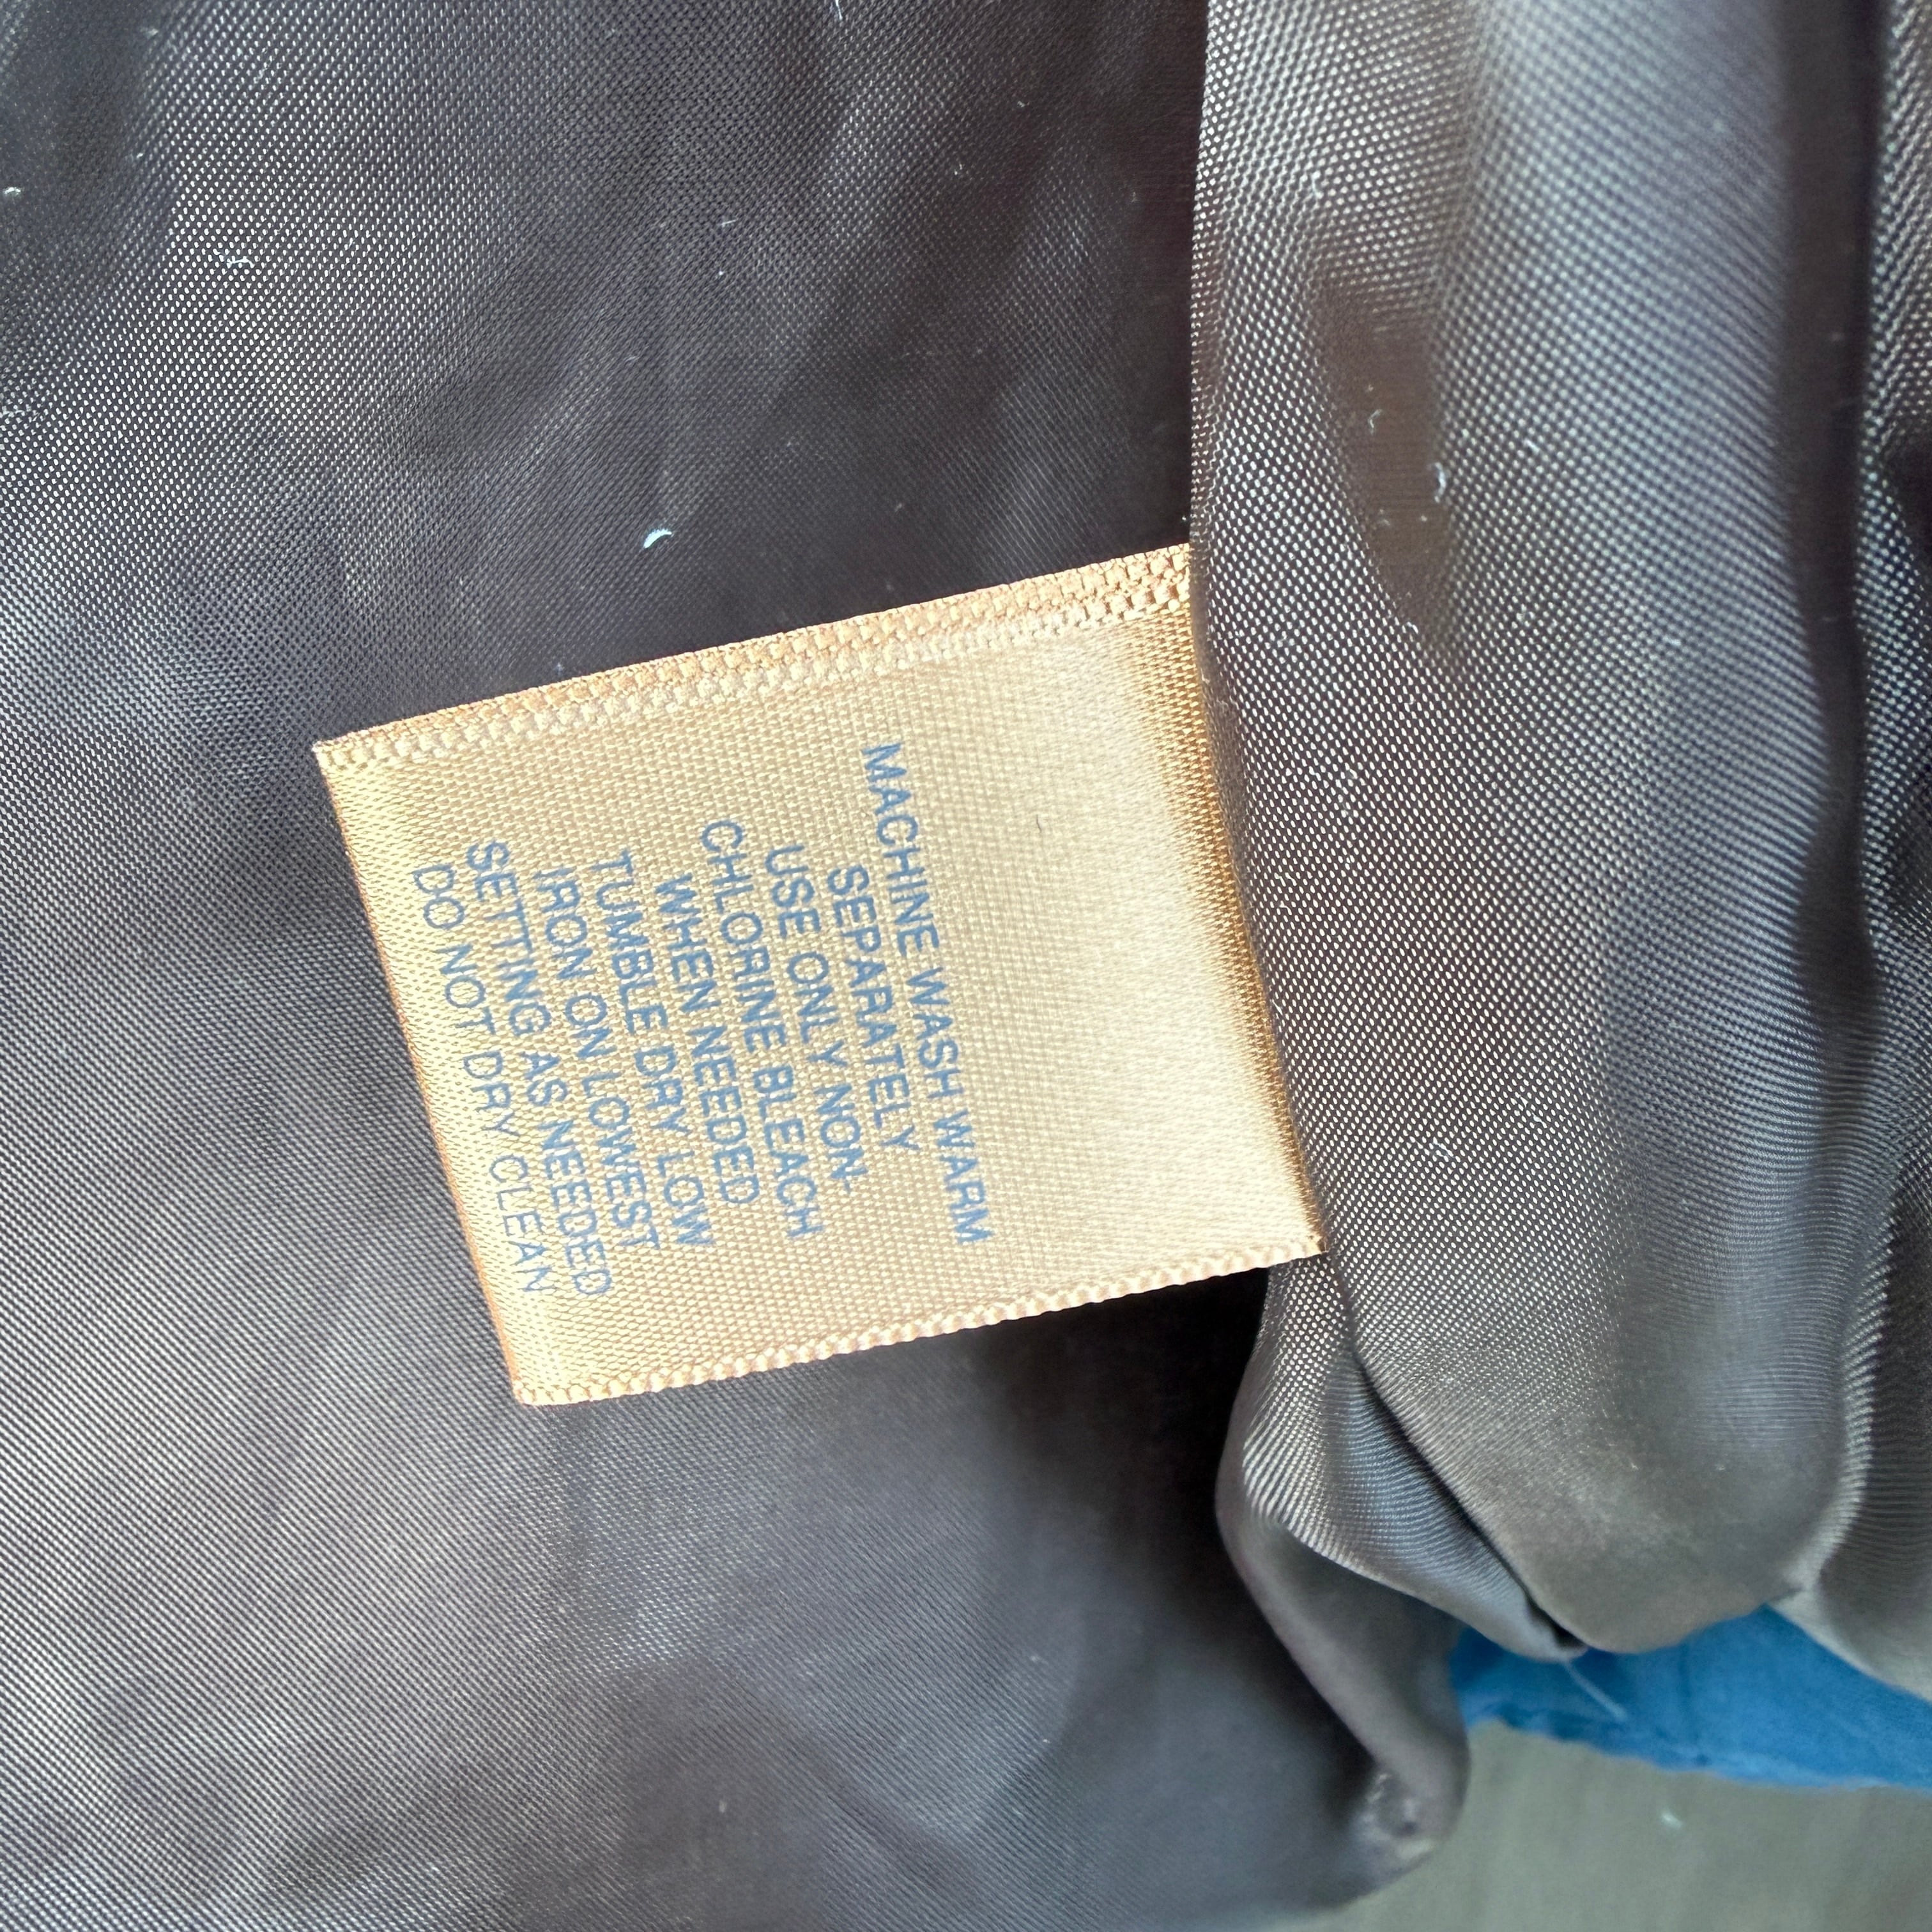 MACHINE WASH WARM
SEPARATELY
USE ONLY NON-
CHLORINE BLEACH
WHEN NEEDED
TUMBLE DRY LOW
IRON ON LOWEST
SETTING AS NEEDED
DO NOT DRY CLEAN